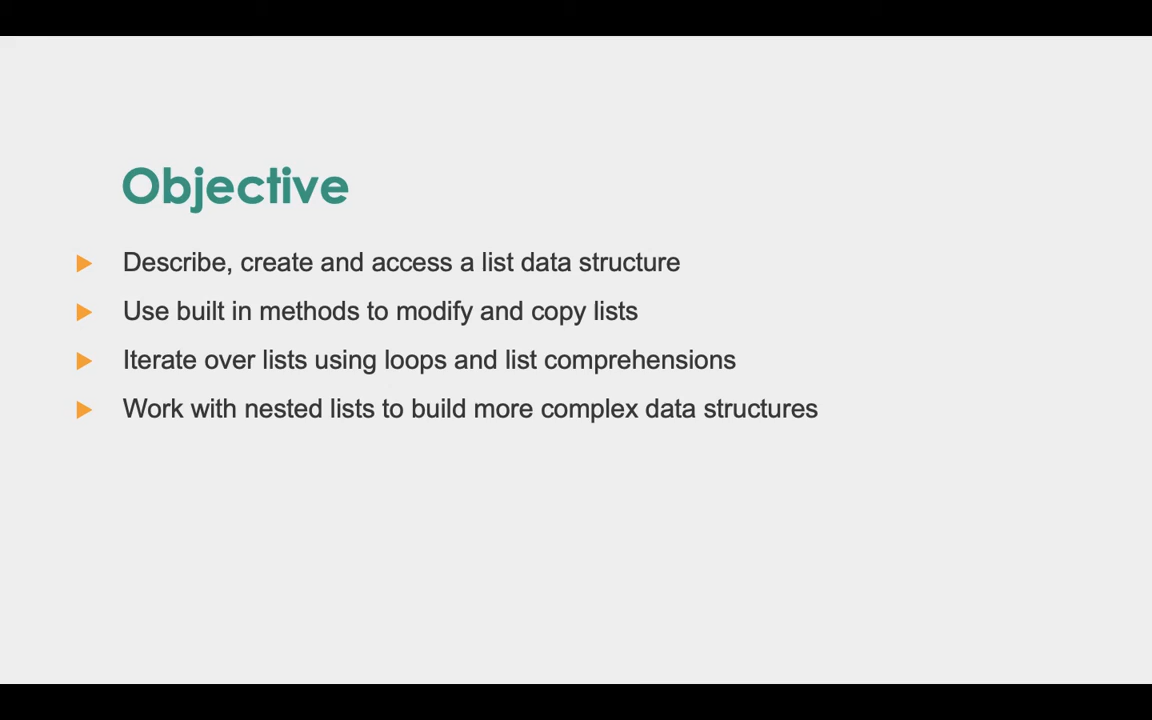 Objective
Describe, create and access a list data structure
Use built in methods to modify and copy lists
Iterate over lists using loops and list comprehensions
Work with nested lists to build more complex data structures